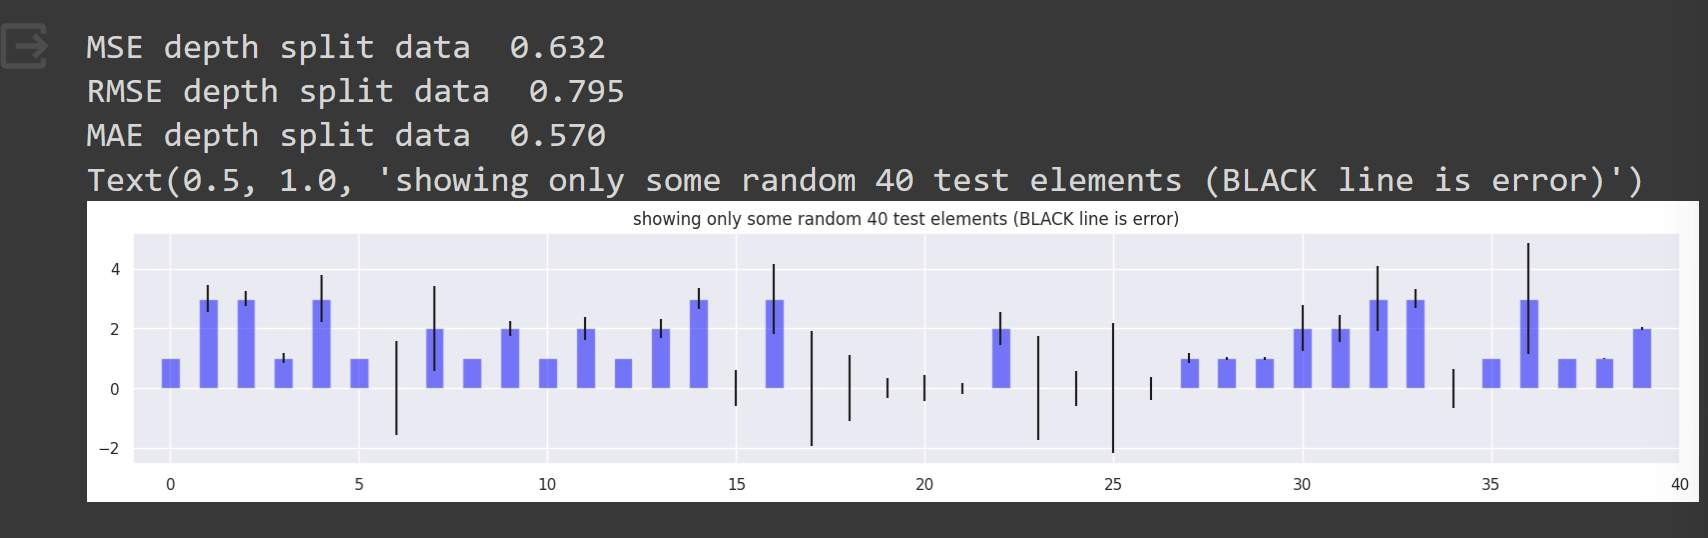 MSE depth split data  0.632
RMSE depth split data  0.795
MAE depth split data  0.570
Text(0.5, 1.0, 'showing only some random 40 test elements (BLACK line is error)')
showing only some random 40 test elements (BLACK line is error)
4
2
0
−2
0 5 10 15 20 25 30 35 40